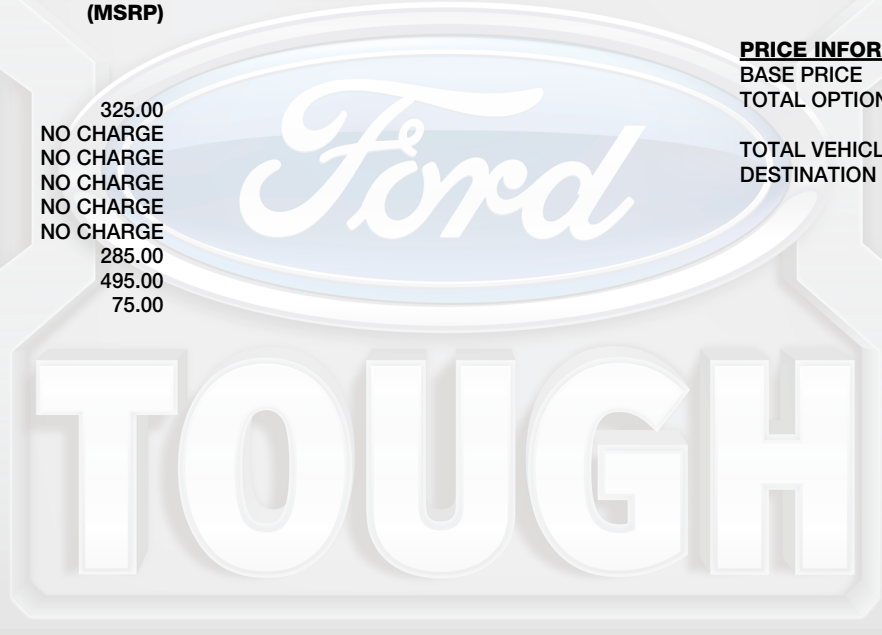 (MSRP)
325.00
NO CHARGE
NO CHARGE
NO CHARGE
NO CHARGE
NO CHARGE
285.00
495.00
75.00
PRICE INFOR
BASE PRICE
TOTAL OPTION
TOTAL VEHICL
DESTINATION
Ford
TOUGH